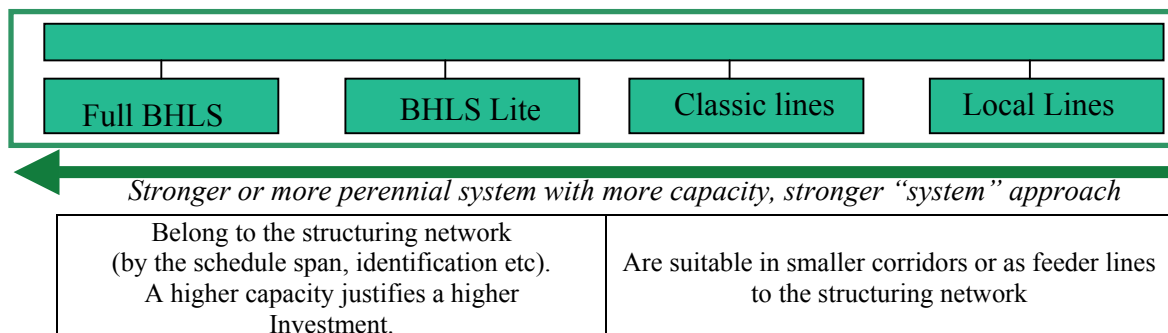 Full BHLS
BHLS Lite
Classic lines
Local Lines
Stronger or more perennial system with more capacity, stronger “system” approach
Belong to the structuring network
(by the schedule span, identification etc).
A higher capacity justifies a higher
Investment.
Are suitable in smaller corridors or as feeder lines
to the structuring network